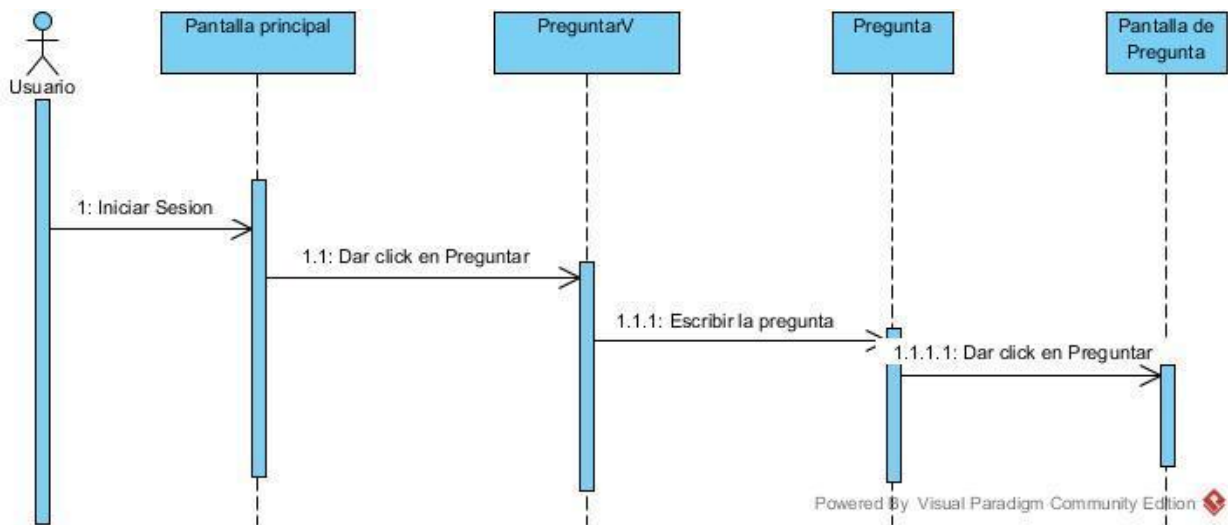 Pantalla principal
PreguntarV
Pregunta
Pantalla de
Pregunta
Usuario
1: Iniciar Sesion
1.1: Dar click en Preguntar
1.1.1: Escribir la pregunta
1.1.1.1: Dar click en Preguntar
Powered By Visual Paradigm Community Edition